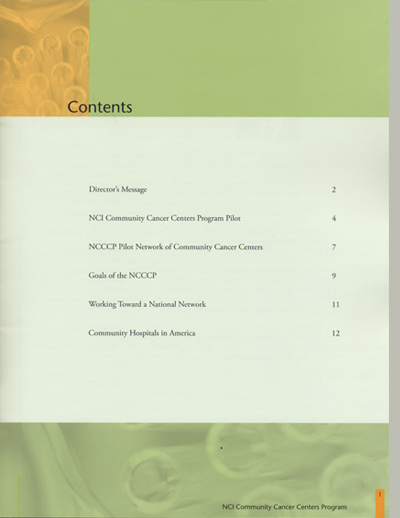 Contents
Director's Message 2
NCI Community Cancer Centers Program Pilot 4
NCCCP Pilot Network of Community Cancer Centers 7
Goals of the NCCCP 9
Working Toward a National Network 11
Community Hospitals in America 12
NCI Community Cancer Centers Program 1